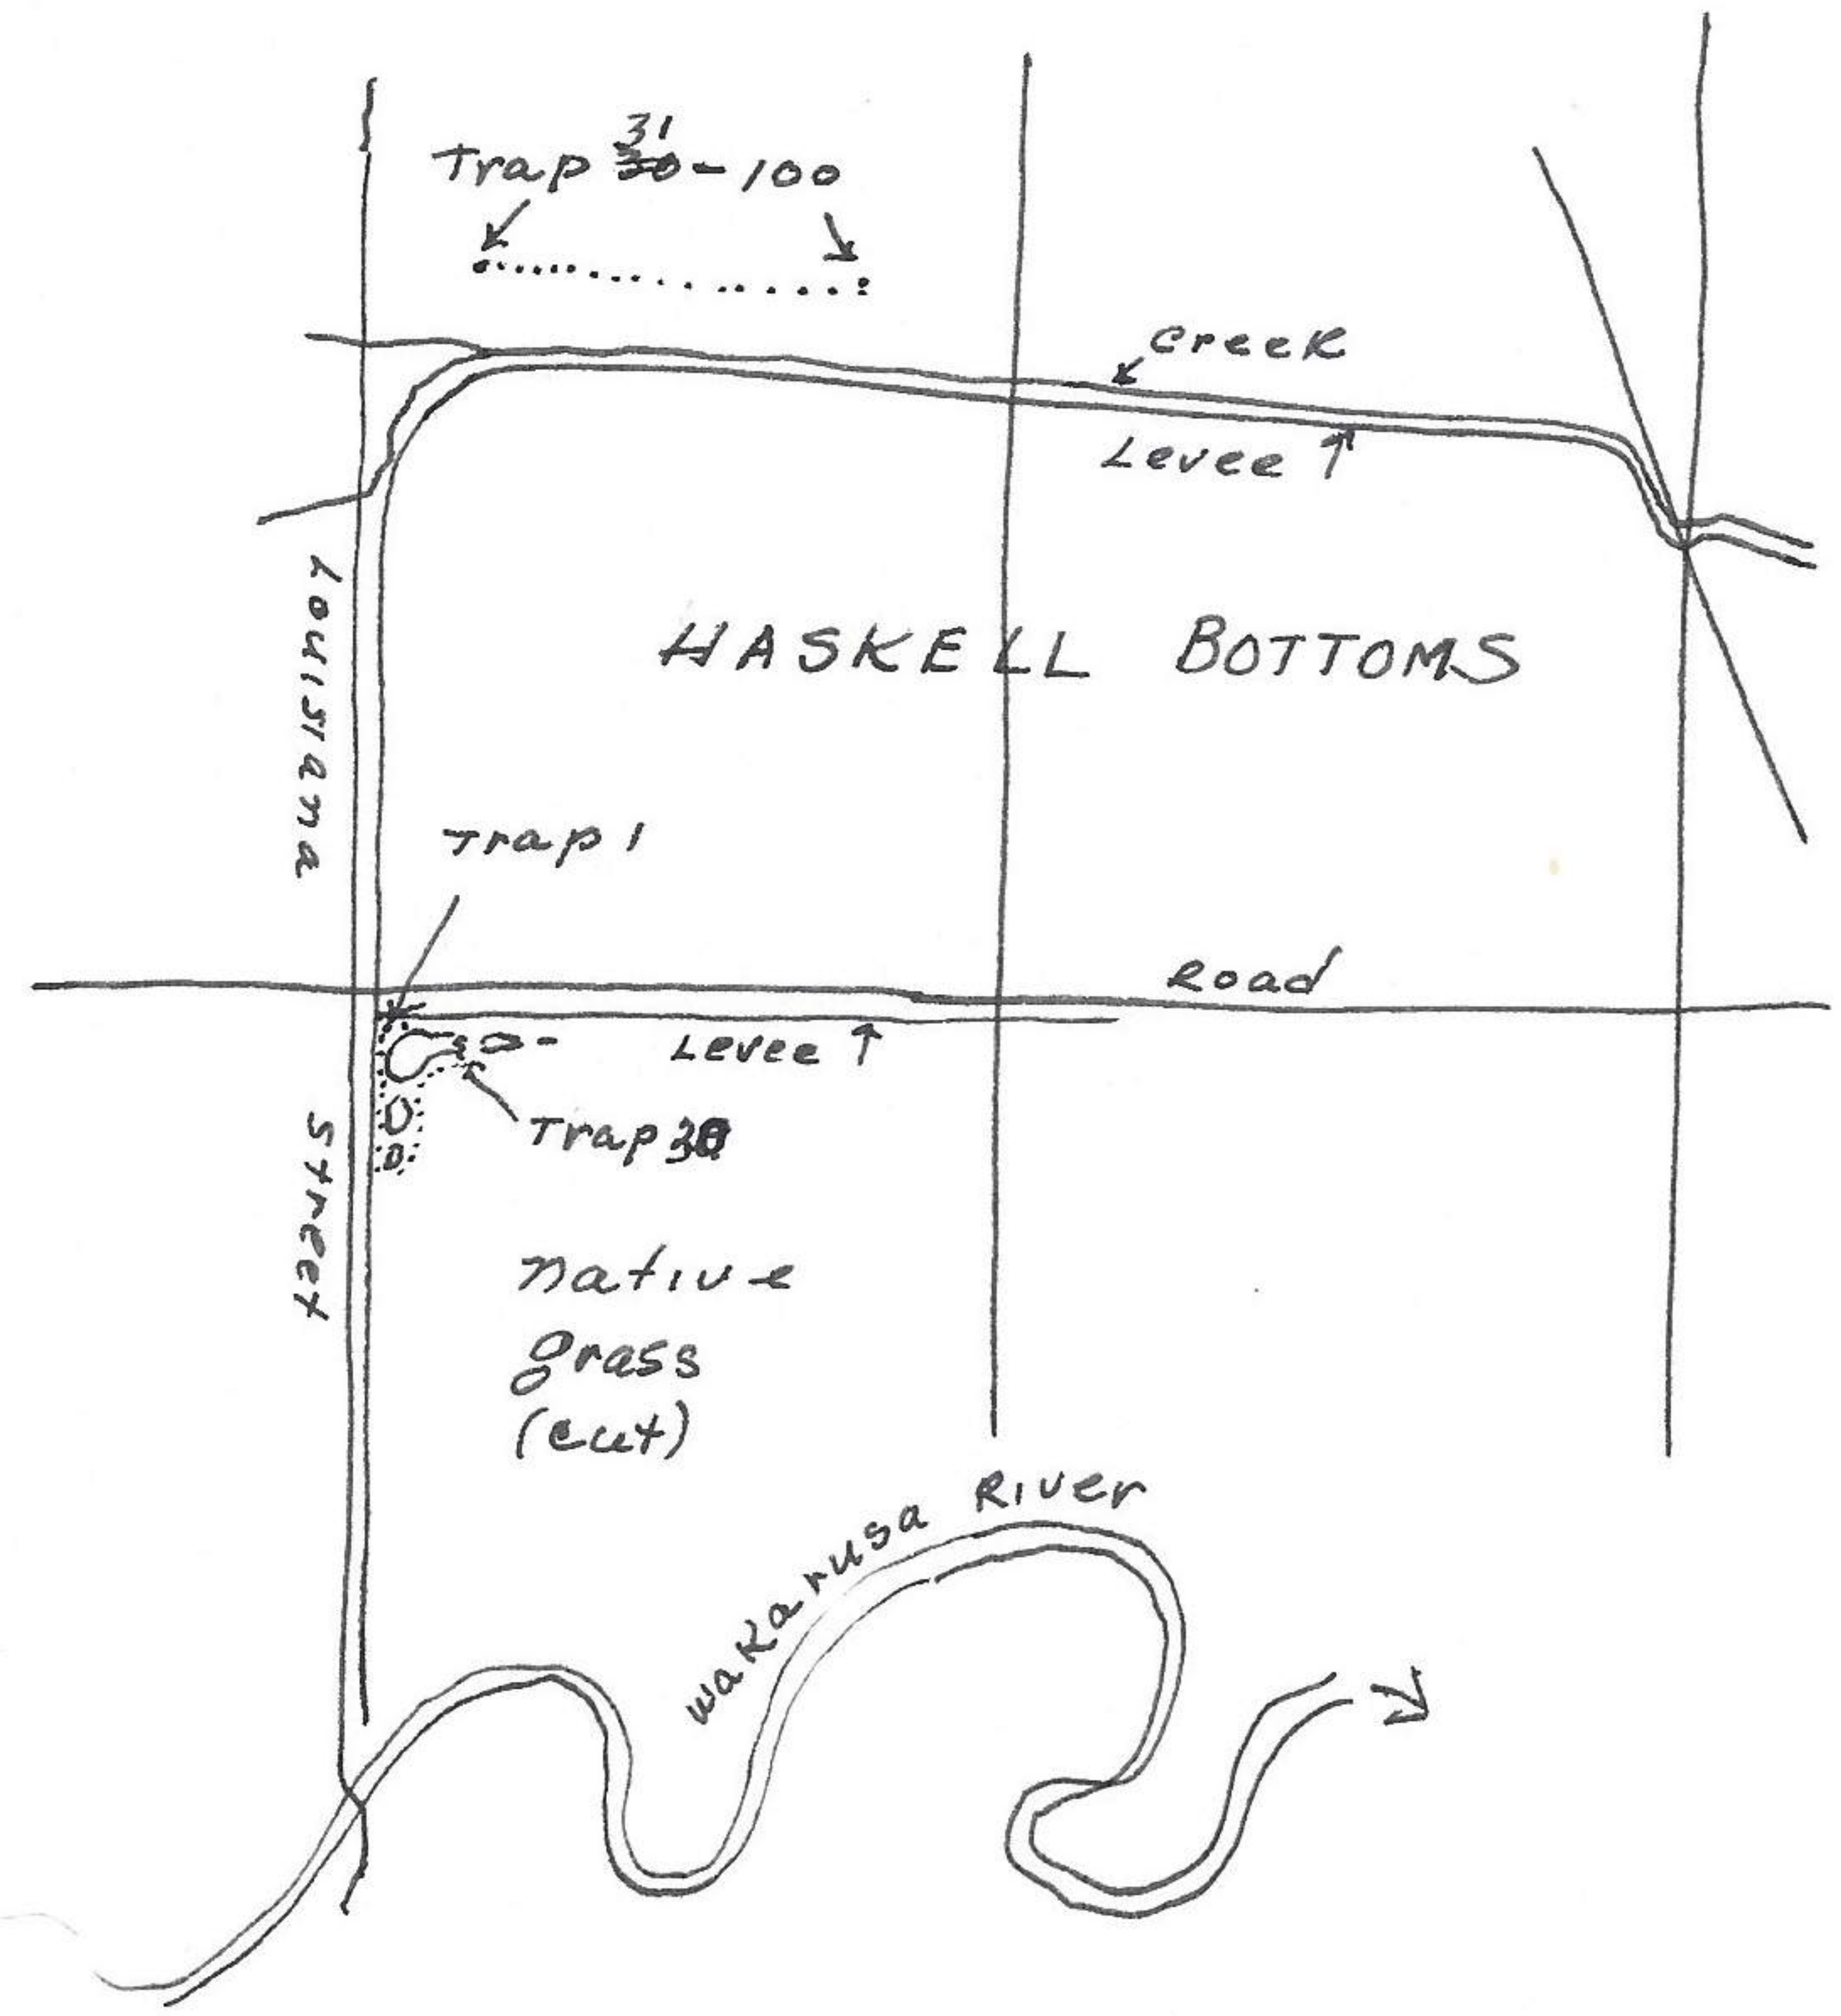 31
Trap 30-100
creek
Levee ↑
Louisiana Street
HASKELL BOTTOMS
Trap 1
Road
Levee ↑
Trap 30
native
grass
(cut)
Wakarusa River